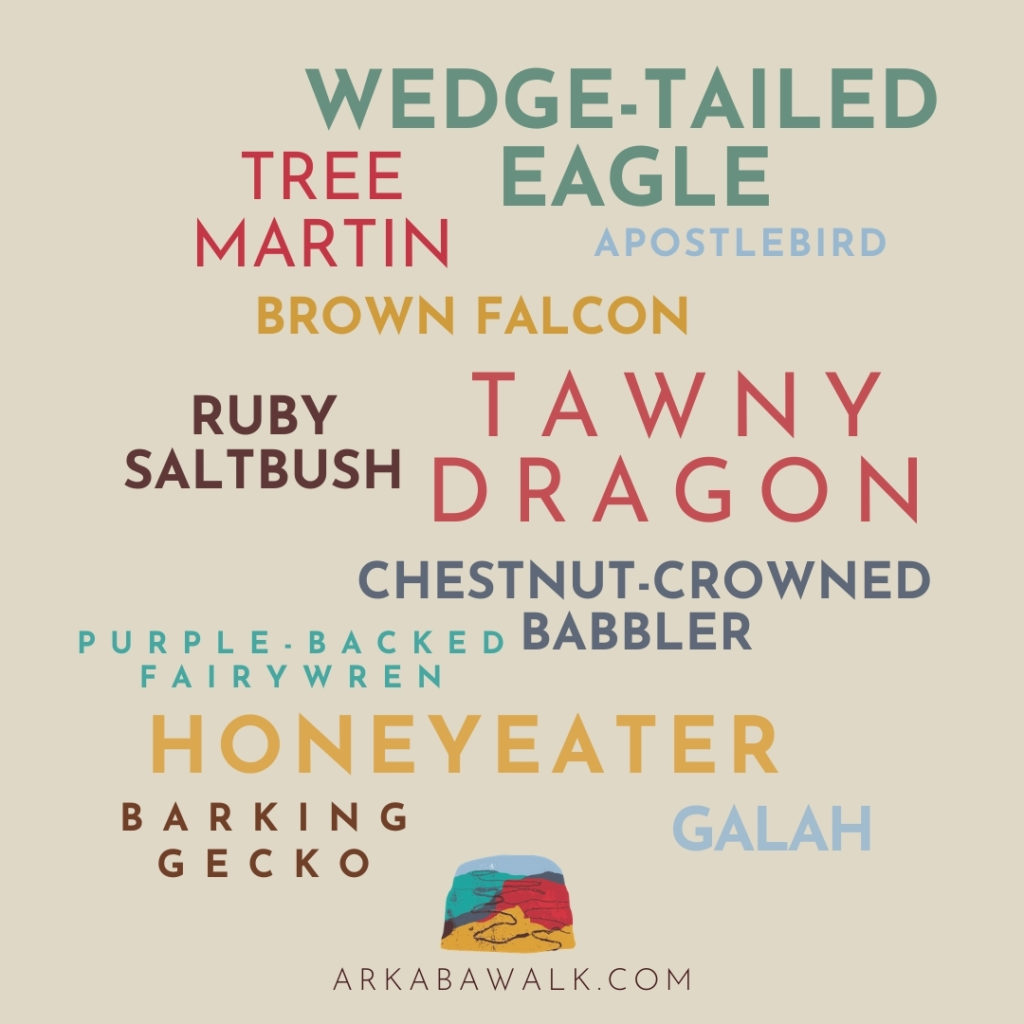 WEDGE-TAILED
EAGLE
TREE
MARTIN
APOSTLEBIRD
BROWN FALCON
TAWNY
DRAGON
RUBY
SALTBUSH
CHESTNUT-CROWNED
BABBLER
PURPLE-BACKED
FAIRYWREN
HONEYEATER
BARKING
GECKO
GALAH
ARKABAWALK.COM